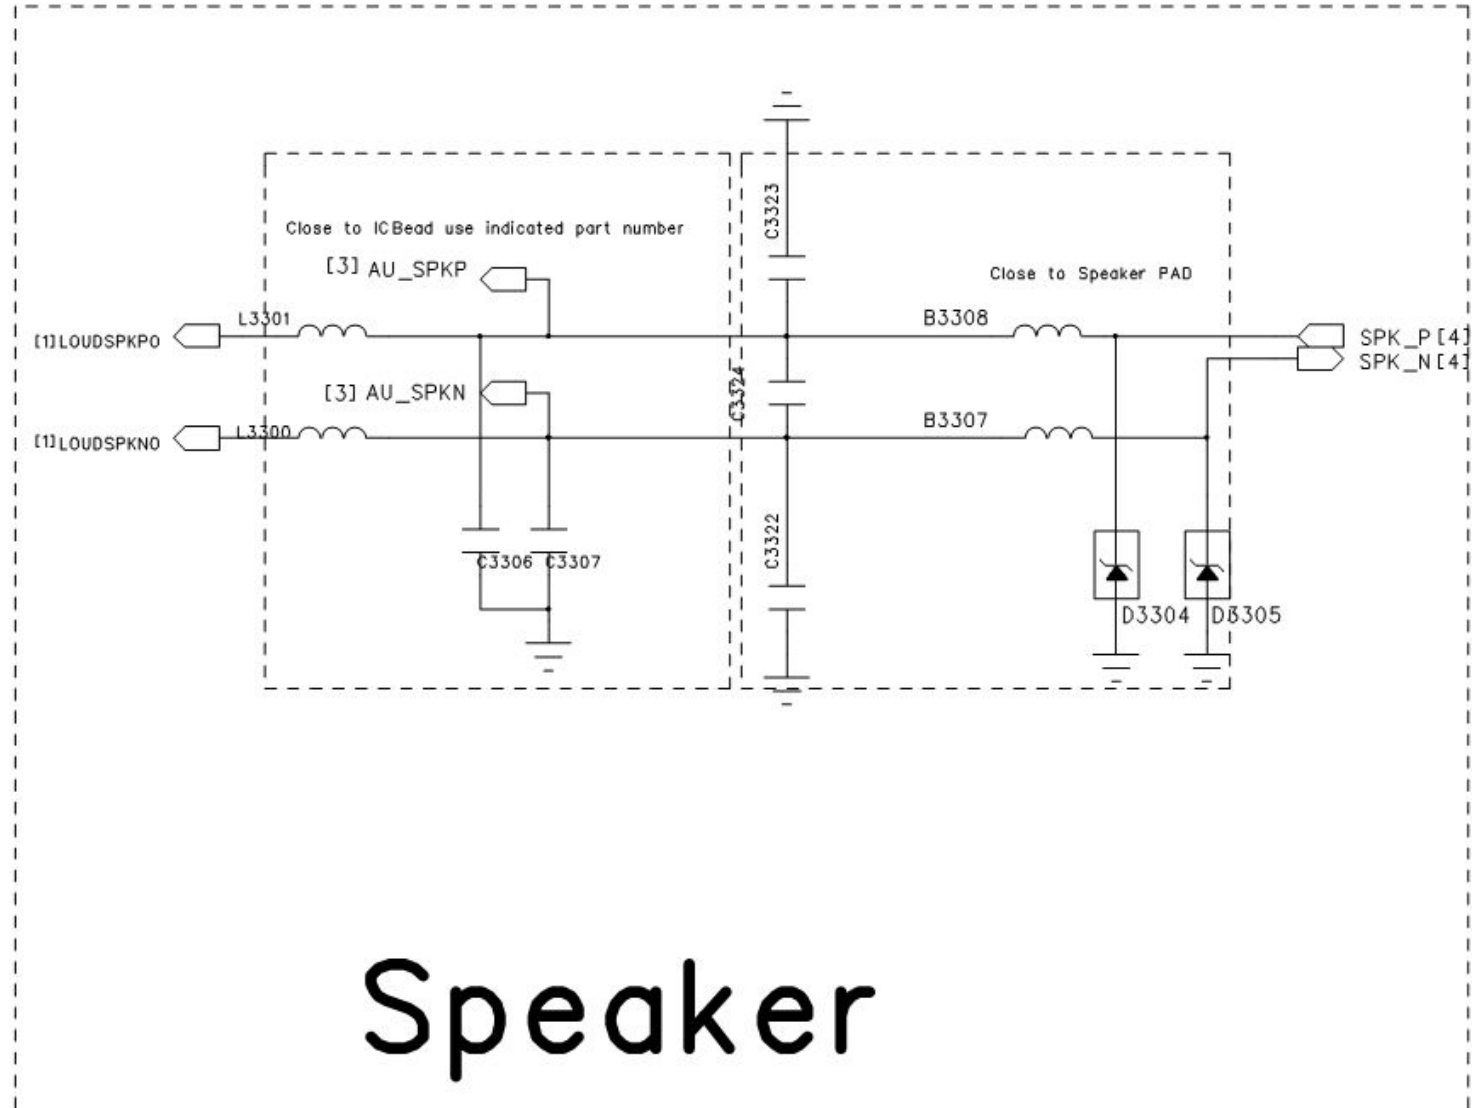 C3323
Close to ICBead use indicated part number
[3] AU_SPKP
Close to Speaker PAD
L3301
B3308
[1]LOUDSPKPO
SPK_P[4]
SPK_N[4]
C3324
[3] AU_SPKN
B3307
L3300
[1]LOUDSPKNO
C3322
C3306 C3307
D3304 D3305
Speaker